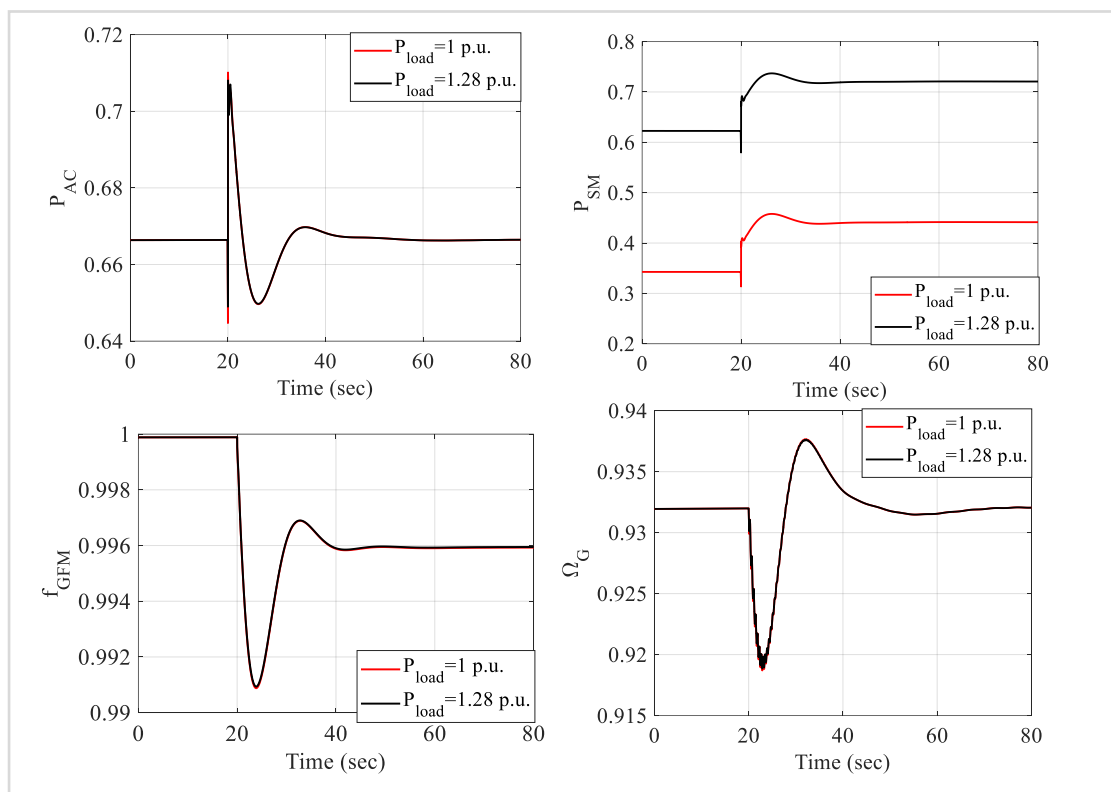 0.72
0.7
0.68
0.66
0.64
P_AC
P_load=1 p.u.
P_load=1.28 p.u.
0 20 40 60 80
Time (sec)
0.8
0.7
0.6
0.5
0.4
0.3
0.2
P_SM
P_load=1 p.u.
P_load=1.28 p.u.
0 20 40 60 80
Time (sec)
1
0.998
0.996
0.994
0.992
0.99
f_GFM
P_load=1 p.u.
P_load=1.28 p.u.
0 20 40 60 80
Time (sec)
0.94
0.935
0.93
0.925
0.92
0.915
Ω_G
P_load=1 p.u.
P_load=1.28 p.u.
0 20 40 60 80
Time (sec)